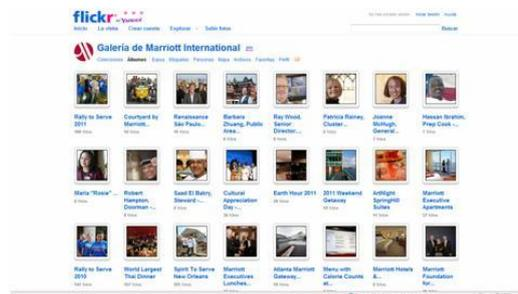 flickr
de YAHOO!
Inicio La visita Crear cuenta Explorar Subir fotos
Buscar
Galería de Marriott International
Colecciones Álbumes Expos Etiquetas Personas Mapa Archivos Favoritas Perfil
Rally to Serve 2011
Courtyard by Marriott...
Renaissance São Paulo...
Barbara Zhuang, Public Area...
Ray Wood, Senior Director,...
Patricia Rainey, Cluster...
Joanne McHugh, General...
Hassan Ibrahim, Prep Cook -...
Maria "Rosie" ...
Robert Hampton, Doorman -...
Saad El Bakry, Steward -...
Cultural Appreciation Day -...
Earth Hour 2011
2011 Weekend Getaway
ArtNight SpringHill Suites
Marriott Executive Apartments
Rally to Serve 2010
World Largest Thai Dinner
Spirit To Serve New Orleans
Marriott Executives Lunches...
Atlanta Marriott Gateway...
Menu with Calorie Counts at...
Marriott Hotels &...
Marriott Foundation for...